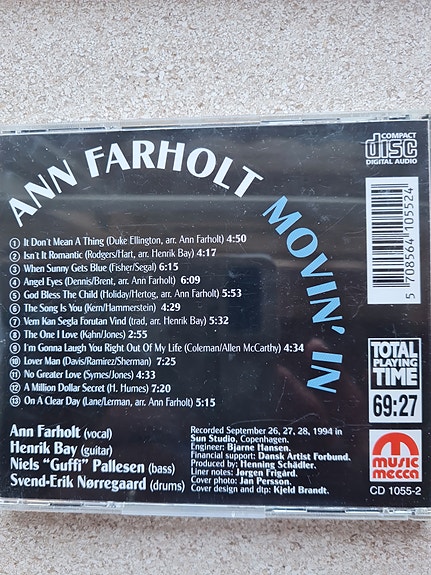 ANN FARHOLT MOVIN' IN
COMPACT
disc
DIGITAL AUDIO
5 708564 105524
1 It Don't Mean A Thing (Duke Ellington, arr. Ann Farholt) 4:50
2 Isn't It Romantic (Rodgers/Hart, arr. Henrik Bay) 4:17
3 When Sunny Gets Blue (Fisher/Segal) 6:15
4 Angel Eyes (Dennis/Brent, arr. Ann Farholt) 6:09
5 God Bless The Child (Holiday/Hertog, arr. Ann Farholt) 5:53
6 The Song Is You (Kern/Hammerstein) 4:29
7 Vem Kan Segla Forutan Vind (trad, arr. Henrik Bay) 5:32
8 The One I Love (Kahn/Jones) 2:55
9 I'm Gonna Laugh You Right Out Of My Life (Coleman/Allen McCarthy) 4:34
10 Lover Man (Davis/Ramirez/Sherman) 7:25
11 No Greater Love (Symes/Jones) 4:33
12 A Million Dollar Secret (H. Humes) 7:20
13 On A Clear Day (Lane/Lerman, arr. Ann Farholt) 5:15
TOTAL
PLAYING
TIME
69:27
Ann Farholt (vocal)
Henrik Bay (guitar)
Niels "Guffi" Pallesen (bass)
Svend-Erik Nørregaard (drums)
Recorded September 26, 27, 28, 1994 in
Sun Studio, Copenhagen.
Engineer: Bjarne Hansen.
Financial support: Dansk Artist Forbund.
Produced by: Henning Schädler.
Liner notes: Jørgen Frigård.
Cover photo: Jan Persson.
Cover design and dtp: Kjeld Brandt.
music
mecca
CD 1055-2